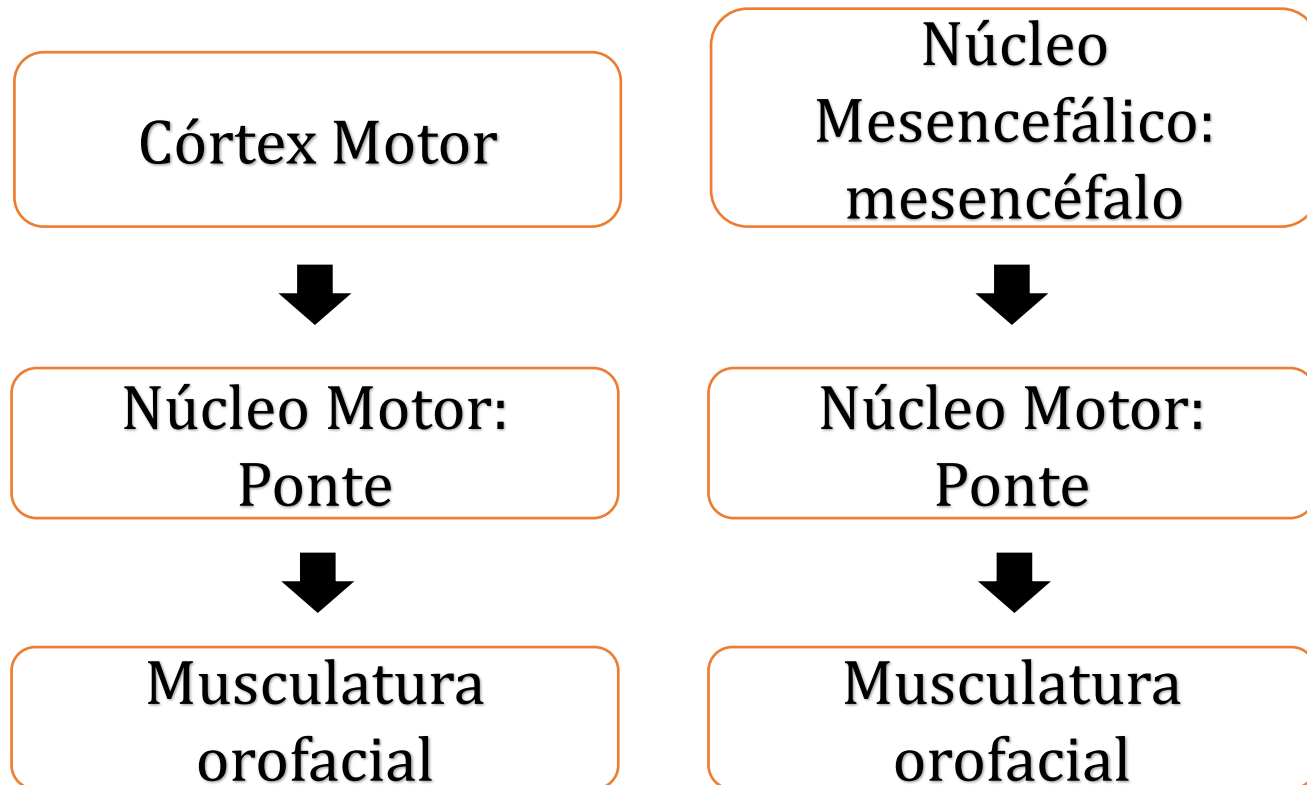 Córtex Motor
Núcleo Motor:
Ponte
Musculatura
orofacial
Núcleo
Mesencefálico:
mesencéfalo
Núcleo Motor:
Ponte
Musculatura
orofacial